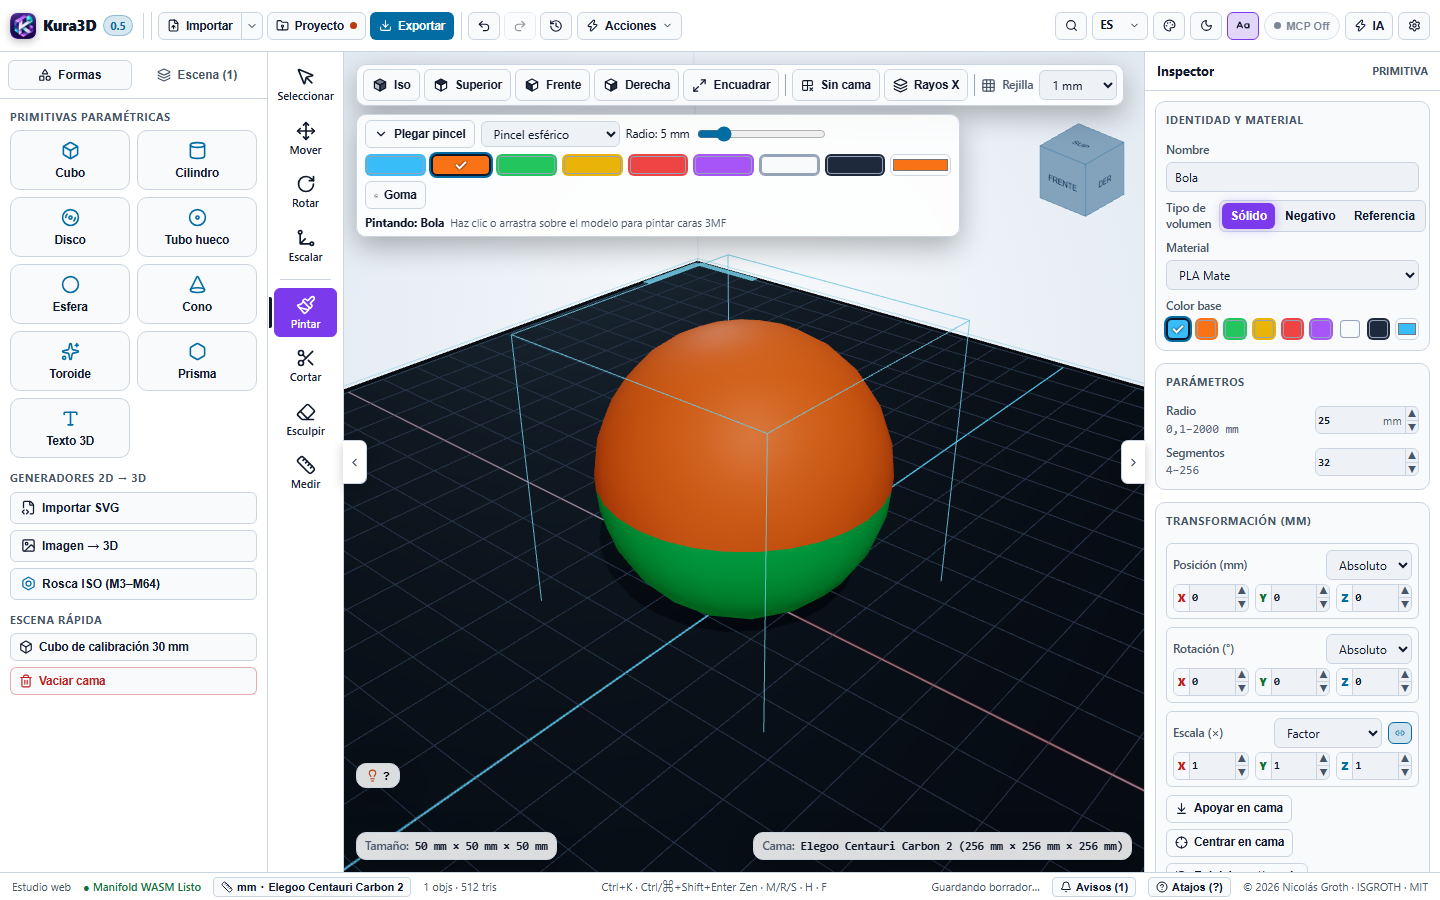 Kura3D 0.5 Importar Proyecto Exportar Acciones ES Aa MCP Off IA
Formas Escena (1)
PRIMITIVAS PARAMÉTRICAS
Cubo Cilindro
Disco Tubo hueco
Esfera Cono
Toroide Prisma
Texto 3D
GENERADORES 2D → 3D
Importar SVG
Imagen → 3D
Rosca ISO (M3–M64)
ESCENA RÁPIDA
Cubo de calibración 30 mm
Vaciar cama
Seleccionar
Mover
Rotar
Escalar
Pintar
Cortar
Esculpir
Medir
Iso Superior Frente Derecha Encuadrar Sin cama Rayos X Rejilla 1 mm
Plegar pincel Pincel esférico Radio: 5 mm
Goma
Pintando: Bola Haz clic o arrastra sobre el modelo para pintar caras 3MF
SUP
FRENTE DER
?
Tamaño: 50 mm × 50 mm × 50 mm
Cama: Elegoo Centauri Carbon 2 (256 mm × 256 mm × 256 mm)
Inspector PRIMITIVA
IDENTIDAD Y MATERIAL
Nombre
Bola
Tipo de volumen Sólido Negativo Referencia
Material
PLA Mate
Color base
PARÁMETROS
Radio
0,1–2000 mm
25 mm
Segmentos
4–256
32
TRANSFORMACIÓN (MM)
Posición (mm) Absoluto
X 0 Y 0 Z 0
Rotación (°) Absoluto
X 0 Y 0 Z 0
Escala (×) Factor
X 1 Y 1 Z 1
Apoyar en cama
Centrar en cama
Estudio web Manifold WASM Listo mm · Elegoo Centauri Carbon 2 1 objs · 512 tris Ctrl+K · Ctrl/⌘+Shift+Enter Zen · M/R/S · H · F Guardando borrador... Avisos (1) Atajos (?) © 2026 Nicolás Groth · ISGROTH · MIT